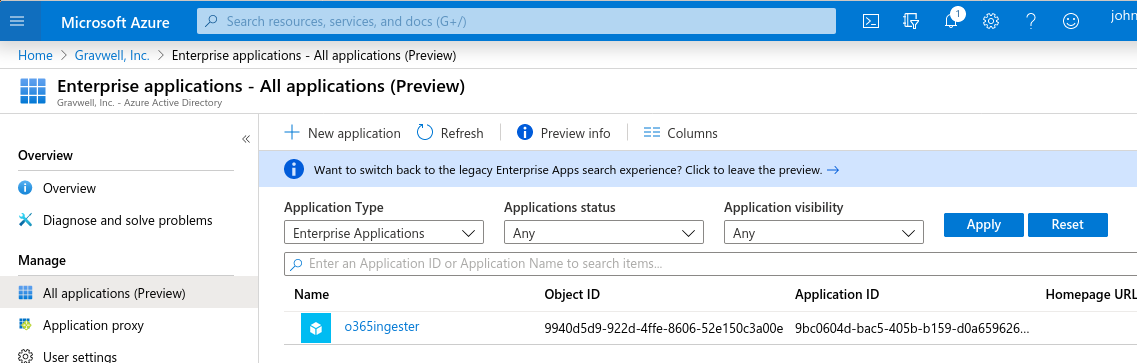 Microsoft Azure
Search resources, services, and docs (G+/)
1
?
john
Home > Gravwell, Inc. > Enterprise applications - All applications (Preview)
Enterprise applications - All applications (Preview)
Gravwell, Inc. - Azure Active Directory
«
New application
Refresh
Preview info
Columns
Want to switch back to the legacy Enterprise Apps search experience? Click to leave the preview. →
Overview
Overview
Diagnose and solve problems
Manage
All applications (Preview)
Application proxy
User settings
Application Type
Applications status
Application visibility
Enterprise Applications
Any
Any
Apply
Reset
Enter an Application ID or Application Name to search items...
Name
Object ID
Application ID
Homepage URL
o365ingester
9940d5d9-922d-4ffe-8606-52e150c3a00e
9bc0604d-bac5-405b-b159-d0a659626...